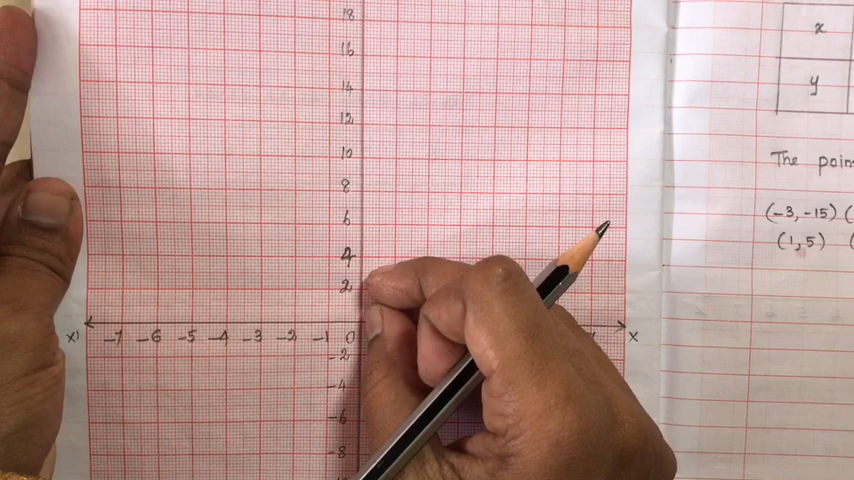 18
16
14
12
10
8
6
4
2
X' -7 -6 -5 -4 -3 -2 -1 0 X
-2
-4
-6
-8
x
y
The poin
(-3, -15) (
(1, 5) (